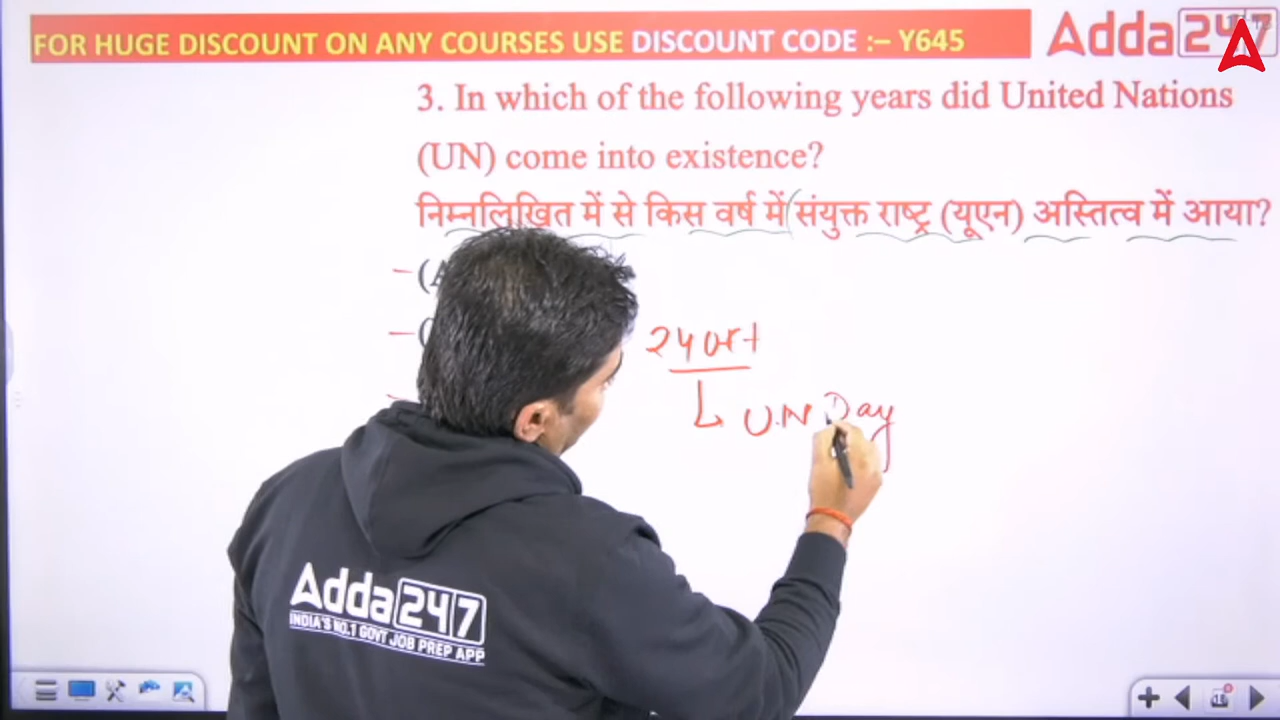 FOR HUGE DISCOUNT ON ANY COURSES USE DISCOUNT CODE :– Y645
Adda247
3. In which of the following years did United Nations
(UN) come into existence?
निम्नलिखित में से किस वर्ष में संयुक्त राष्ट्र (यूएन) अस्तित्व में आया?
24 oct
U.N Day
Adda247
INDIA'S NO.1 GOVT JOB PREP APP